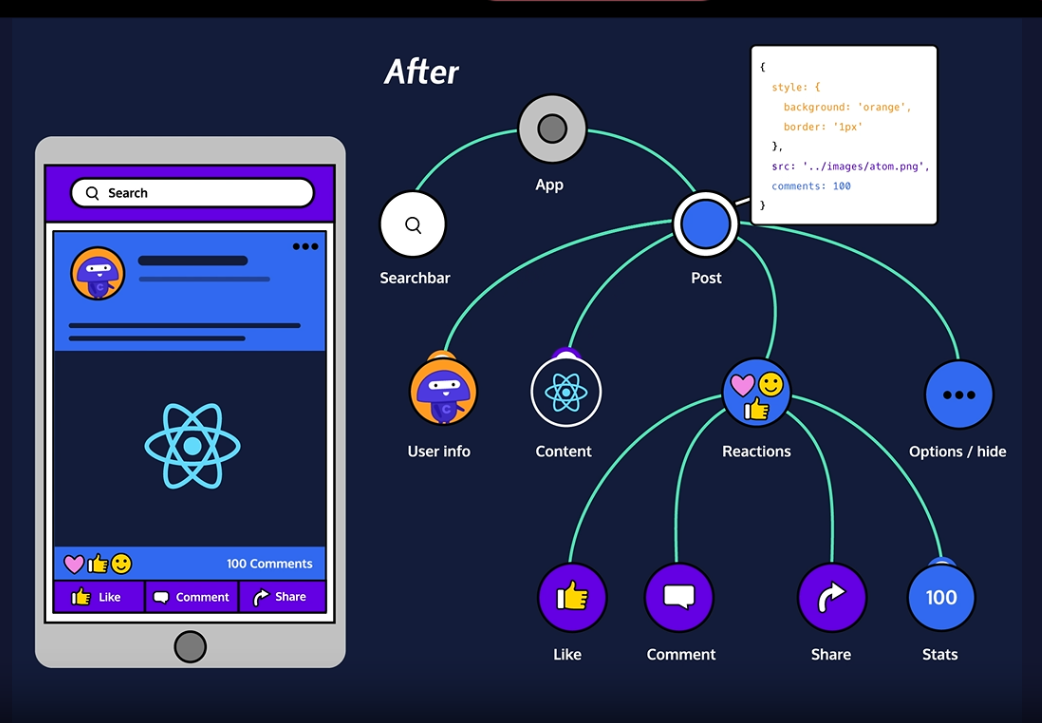 After
{
style: {
background: 'orange',
border: '1px'
},
src: '../images/atom.png',
comments: 100
}
App
Search
Searchbar
Post
C
C
User info
Content
Reactions
Options / hide
100 Comments
Like
Comment
Share
100
Like
Comment
Share
Stats